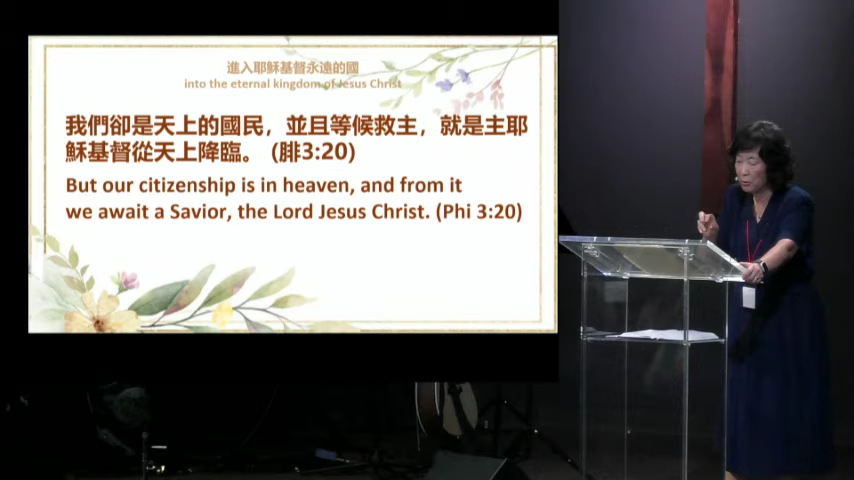 進入耶穌基督永遠的國
into the eternal kingdom of Jesus Christ
我們卻是天上的國民，並且等候救主，就是主耶
穌基督從天上降臨。 (腓3:20)
But our citizenship is in heaven, and from it
we await a Savior, the Lord Jesus Christ. (Phi 3:20)